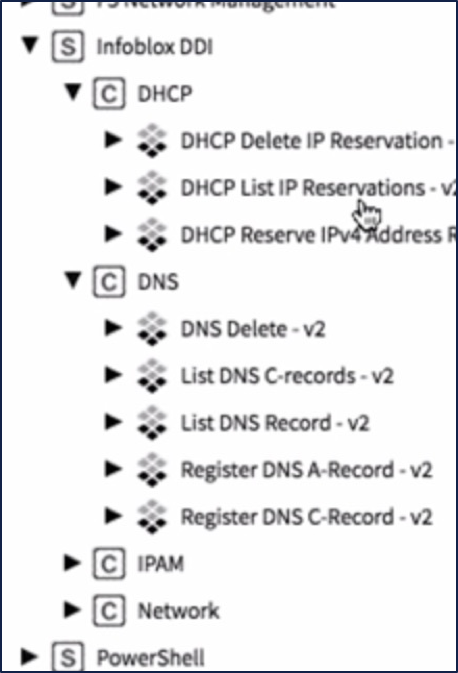 S F5 Network Management
S Infoblox DDI
C DHCP
DHCP Delete IP Reservation -
DHCP List IP Reservations - v2
DHCP Reserve IPv4 Address R
C DNS
DNS Delete - v2
List DNS C-records - v2
List DNS Record - v2
Register DNS A-Record - v2
Register DNS C-Record - v2
C IPAM
C Network
S PowerShell